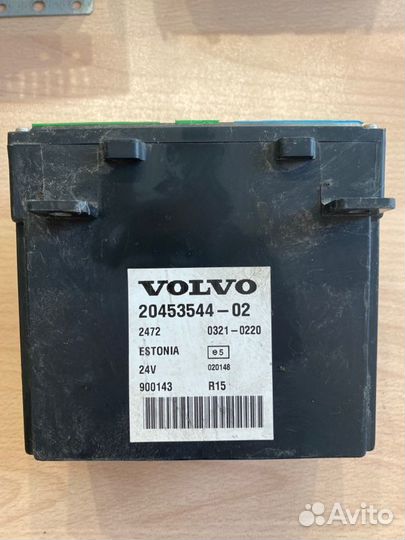 VOLVO
20453544-02
2472 0321-0220
ESTONIA e5
24V 020148
900143 R15
Avito